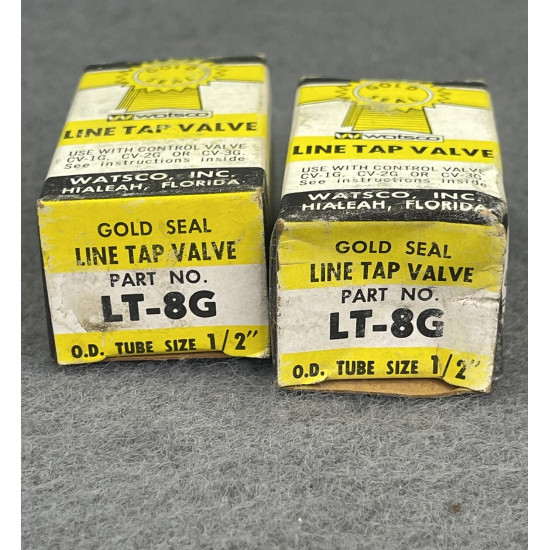 GOLD
SEAL
W watsco
LINE TAP VALVE
USE WITH CONTROL VALVE
CV-1G, CV-2G OR CV-3G.
See instructions inside
WATSCO, INC.
HIALEAH, FLORIDA
GOLD SEAL
LINE TAP VALVE
PART NO.
LT-8G
O.D. TUBE SIZE 1/2"
GOLD
SEAL
W watsco
LINE TAP VALVE
USE WITH CONTROL VALVE
CV-1G, CV-2G OR CV-3G.
See instructions inside
WATSCO, INC.
HIALEAH, FLORIDA
GOLD SEAL
LINE TAP VALVE
PART NO.
LT-8G
O.D. TUBE SIZE 1/2"